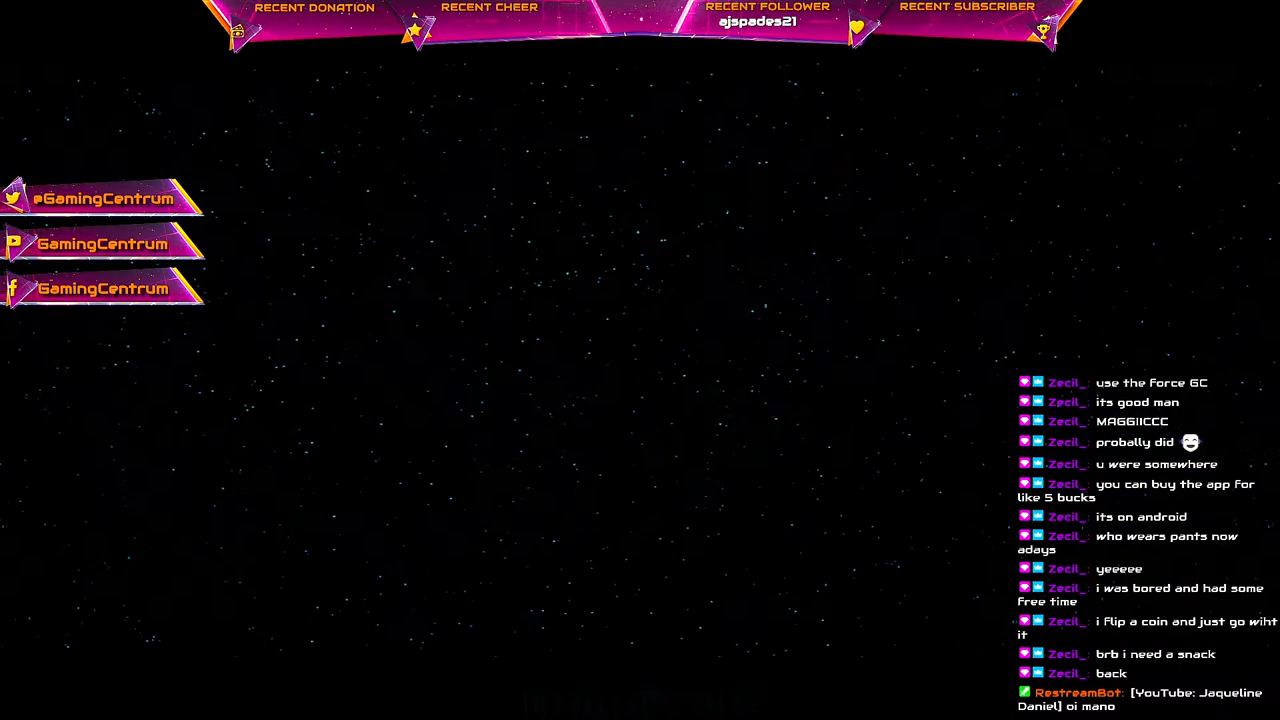 RECENT DONATION
RECENT CHEER
RECENT FOLLOWER
RECENT SUBSCRIBER
ajspades21
@GamingCentrum
GamingCentrum
GamingCentrum
Zecil_: use the force GC
Zecil_: its good man
Zecil_: MAGGIICCC
Zecil_: probally did
Zecil_: u were somewhere
Zecil_: you can buy the app for
like 5 bucks
Zecil_: its on android
Zecil_: who wears pants now
adays
Zecil_: yeeeee
Zecil_: i was bored and had some
free time
Zecil_: i flip a coin and just go wiht
it
Zecil_: brb i need a snack
Zecil_: back
RestreamBot: [YouTube: Jaqueline
Daniel] oi mano